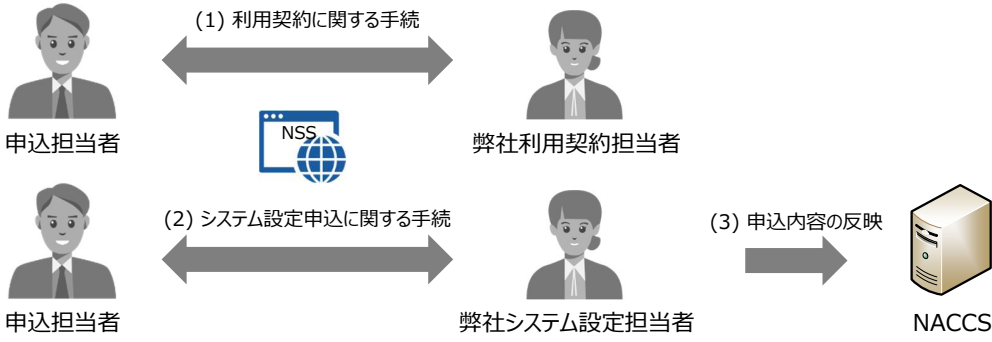 (1) 利用契約に関する手続
NSS
申込担当者
弊社利用契約担当者
(2) システム設定申込に関する手続
(3) 申込内容の反映
申込担当者
弊社システム設定担当者
NACCS